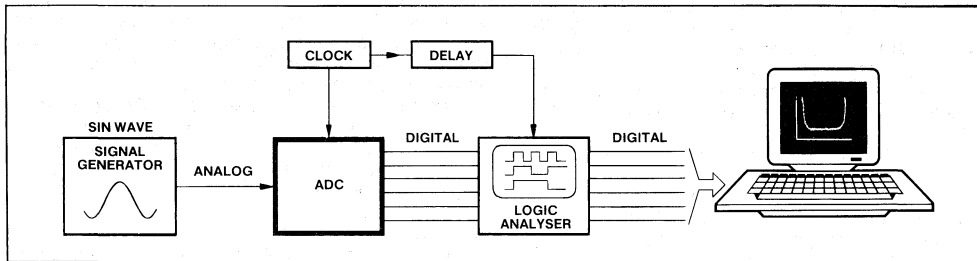 CLOCK
DELAY
SIN WAVE
SIGNAL
GENERATOR
ANALOG
ADC
DIGITAL
LOGIC
ANALYSER
DIGITAL